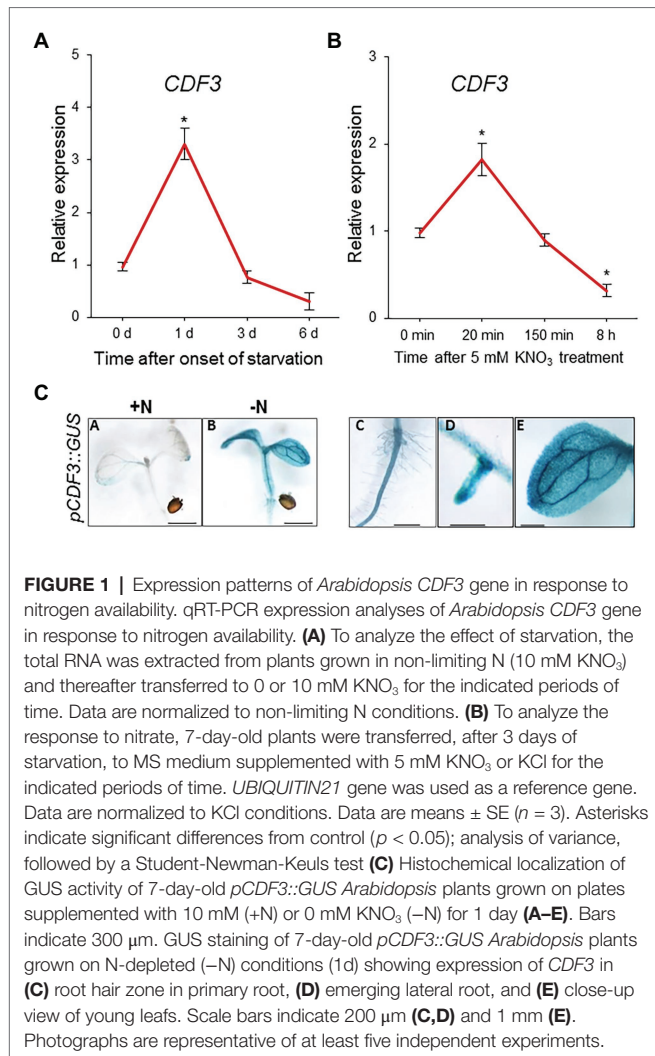 A
CDF3
Relative expression
5
4
3
2
1
0
*
0 d 1 d 3 d 6 d
Time after onset of starvation
B
CDF3
Relative expression
3
2
1
0
*
*
0 min 20 min 150 min 8 h
Time after 5 mM KNO₃ treatment
C
+N -N
pCDF3::GUS
A B C D E
FIGURE 1 | Expression patterns of Arabidopsis CDF3 gene in response to
nitrogen availability. qRT-PCR expression analyses of Arabidopsis CDF3 gene
in response to nitrogen availability. (A) To analyze the effect of starvation, the
total RNA was extracted from plants grown in non-limiting N (10 mM KNO₃)
and thereafter transferred to 0 or 10 mM KNO₃ for the indicated periods of
time. Data are normalized to non-limiting N conditions. (B) To analyze the
response to nitrate, 7-day-old plants were transferred, after 3 days of
starvation, to MS medium supplemented with 5 mM KNO₃ or KCl for the
indicated periods of time. UBIQUITIN21 gene was used as a reference gene.
Data are normalized to KCl conditions. Data are means ± SE (n = 3). Asterisks
indicate significant differences from control (p < 0.05); analysis of variance,
followed by a Student-Newman-Keuls test (C) Histochemical localization of
GUS activity of 7-day-old pCDF3::GUS Arabidopsis plants grown on plates
supplemented with 10 mM (+N) or 0 mM KNO₃ (−N) for 1 day (A–E). Bars
indicate 300 μm. GUS staining of 7-day-old pCDF3::GUS Arabidopsis plants
grown on N-depleted (−N) conditions (1d) showing expression of CDF3 in
(C) root hair zone in primary root, (D) emerging lateral root, and (E) close-up
view of young leafs. Scale bars indicate 200 μm (C,D) and 1 mm (E).
Photographs are representative of at least five independent experiments.